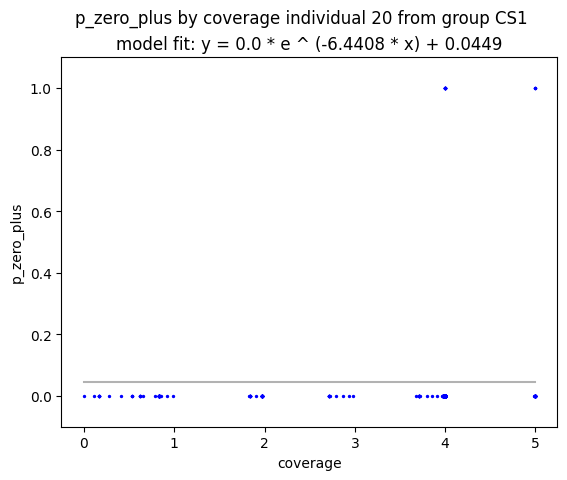 p_zero_plus by coverage individual 20 from group CS1
model fit: y = 0.0 * e ^ (-6.4408 * x) + 0.0449
1.0
0.8
0.6
0.4
0.2
0.0
p_zero_plus
0 1 2 3 4 5
coverage